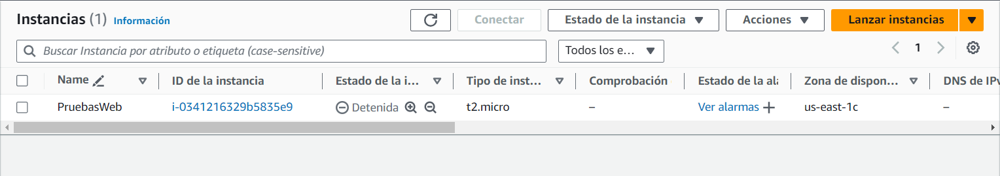 Instancias (1) Información Conectar Estado de la instancia Acciones Lanzar instancias
Buscar Instancia por atributo o etiqueta (case-sensitive) Todos los e... 1
Name ID de la instancia Estado de la i... Tipo de inst... Comprobación Estado de la ala Zona de dispon... DNS de IPv
PruebasWeb i-0341216329b5835e9 Detenida t2.micro – Ver alarmas + us-east-1c –